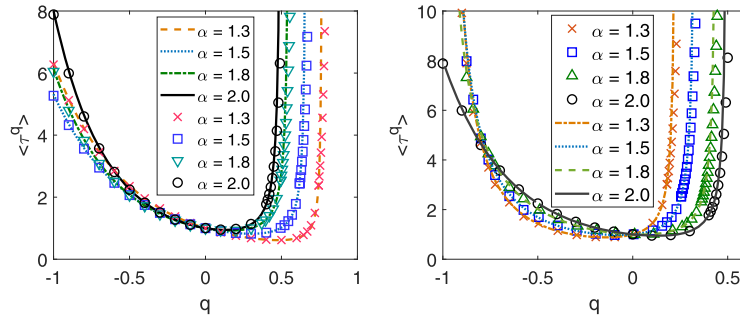 8
6
4
2
0
<τ^q>
-1
-0.5
0
0.5
1
q
α = 1.3
α = 1.5
α = 1.8
α = 2.0
α = 1.3
α = 1.5
α = 1.8
α = 2.0
10
8
6
4
2
0
<τ^q>
-1
-0.5
0
0.5
q
α = 1.3
α = 1.5
α = 1.8
α = 2.0
α = 1.3
α = 1.5
α = 1.8
α = 2.0